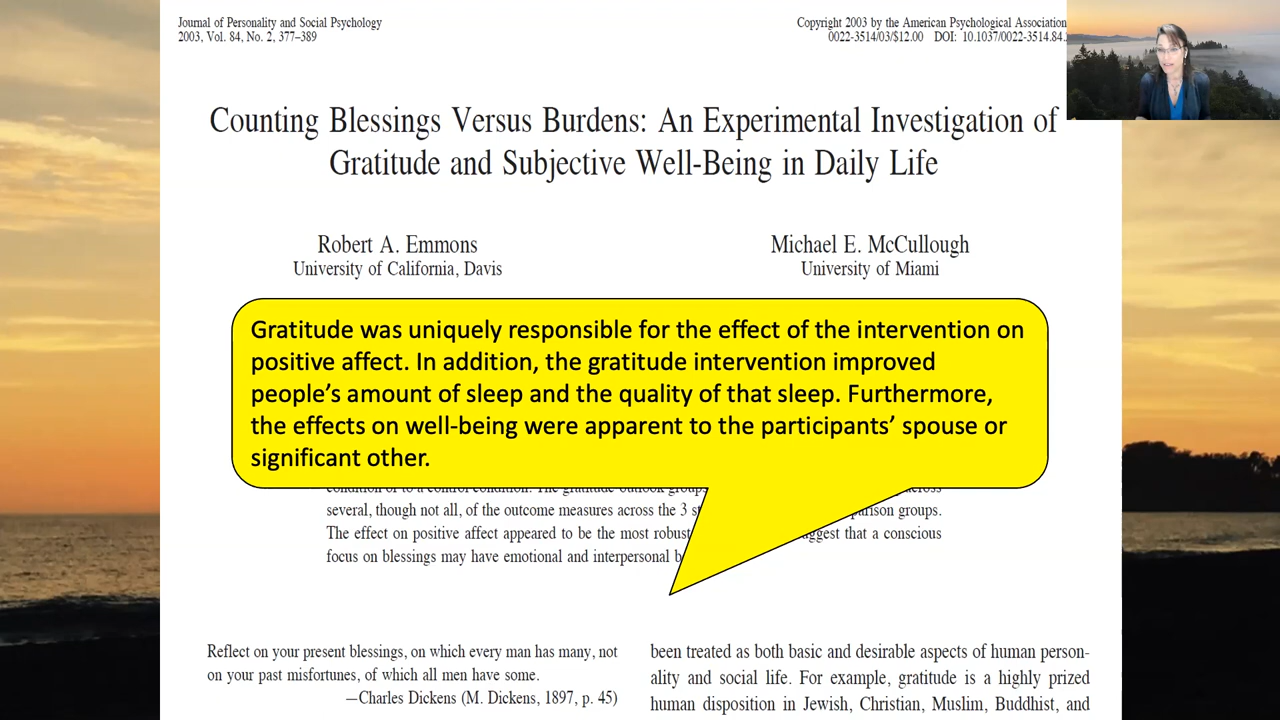 Journal of Personality and Social Psychology
2003, Vol. 84, No. 2, 377–389
Copyright 2003 by the American Psychological Association
0022-3514/03/$12.00 DOI: 10.1037/0022-3514.84.
Counting Blessings Versus Burdens: An Experimental Investigation of
Gratitude and Subjective Well-Being in Daily Life
Robert A. Emmons
University of California, Davis
Michael E. McCullough
University of Miami
Gratitude was uniquely responsible for the effect of the intervention on
positive affect. In addition, the gratitude intervention improved
people’s amount of sleep and the quality of that sleep. Furthermore,
the effects on well-being were apparent to the participants’ spouse or
significant other.
condition or to a control condition. The gratitude-outlook groups
several, though not all, of the outcome measures across the 3 groups.
The effect on positive affect appeared to be the most robust that a conscious
focus on blessings may have emotional and interpersonal
Reflect on your present blessings, on which every man has many, not
on your past misfortunes, of which all men have some.
—Charles Dickens (M. Dickens, 1897, p. 45)
been treated as both basic and desirable aspects of human person-
ality and social life. For example, gratitude is a highly prized
human disposition in Jewish, Christian, Muslim, Buddhist, and